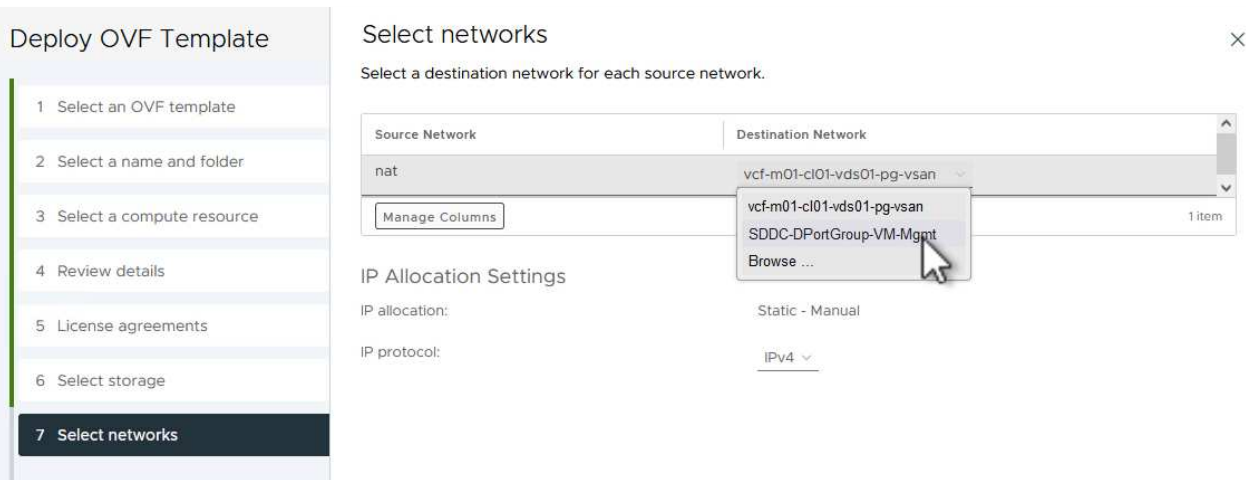 Deploy OVF Template
1 Select an OVF template
2 Select a name and folder
3 Select a compute resource
4 Review details
5 License agreements
6 Select storage
7 Select networks
Select networks
Select a destination network for each source network.
Source Network Destination Network
nat vcf-m01-cl01-vds01-pg-vsan
vcf-m01-cl01-vds01-pg-vsan
SDDC-DPortGroup-VM-Mgmt
Browse ...
Manage Columns 1 item
IP Allocation Settings
IP allocation: Static - Manual
IP protocol: IPv4